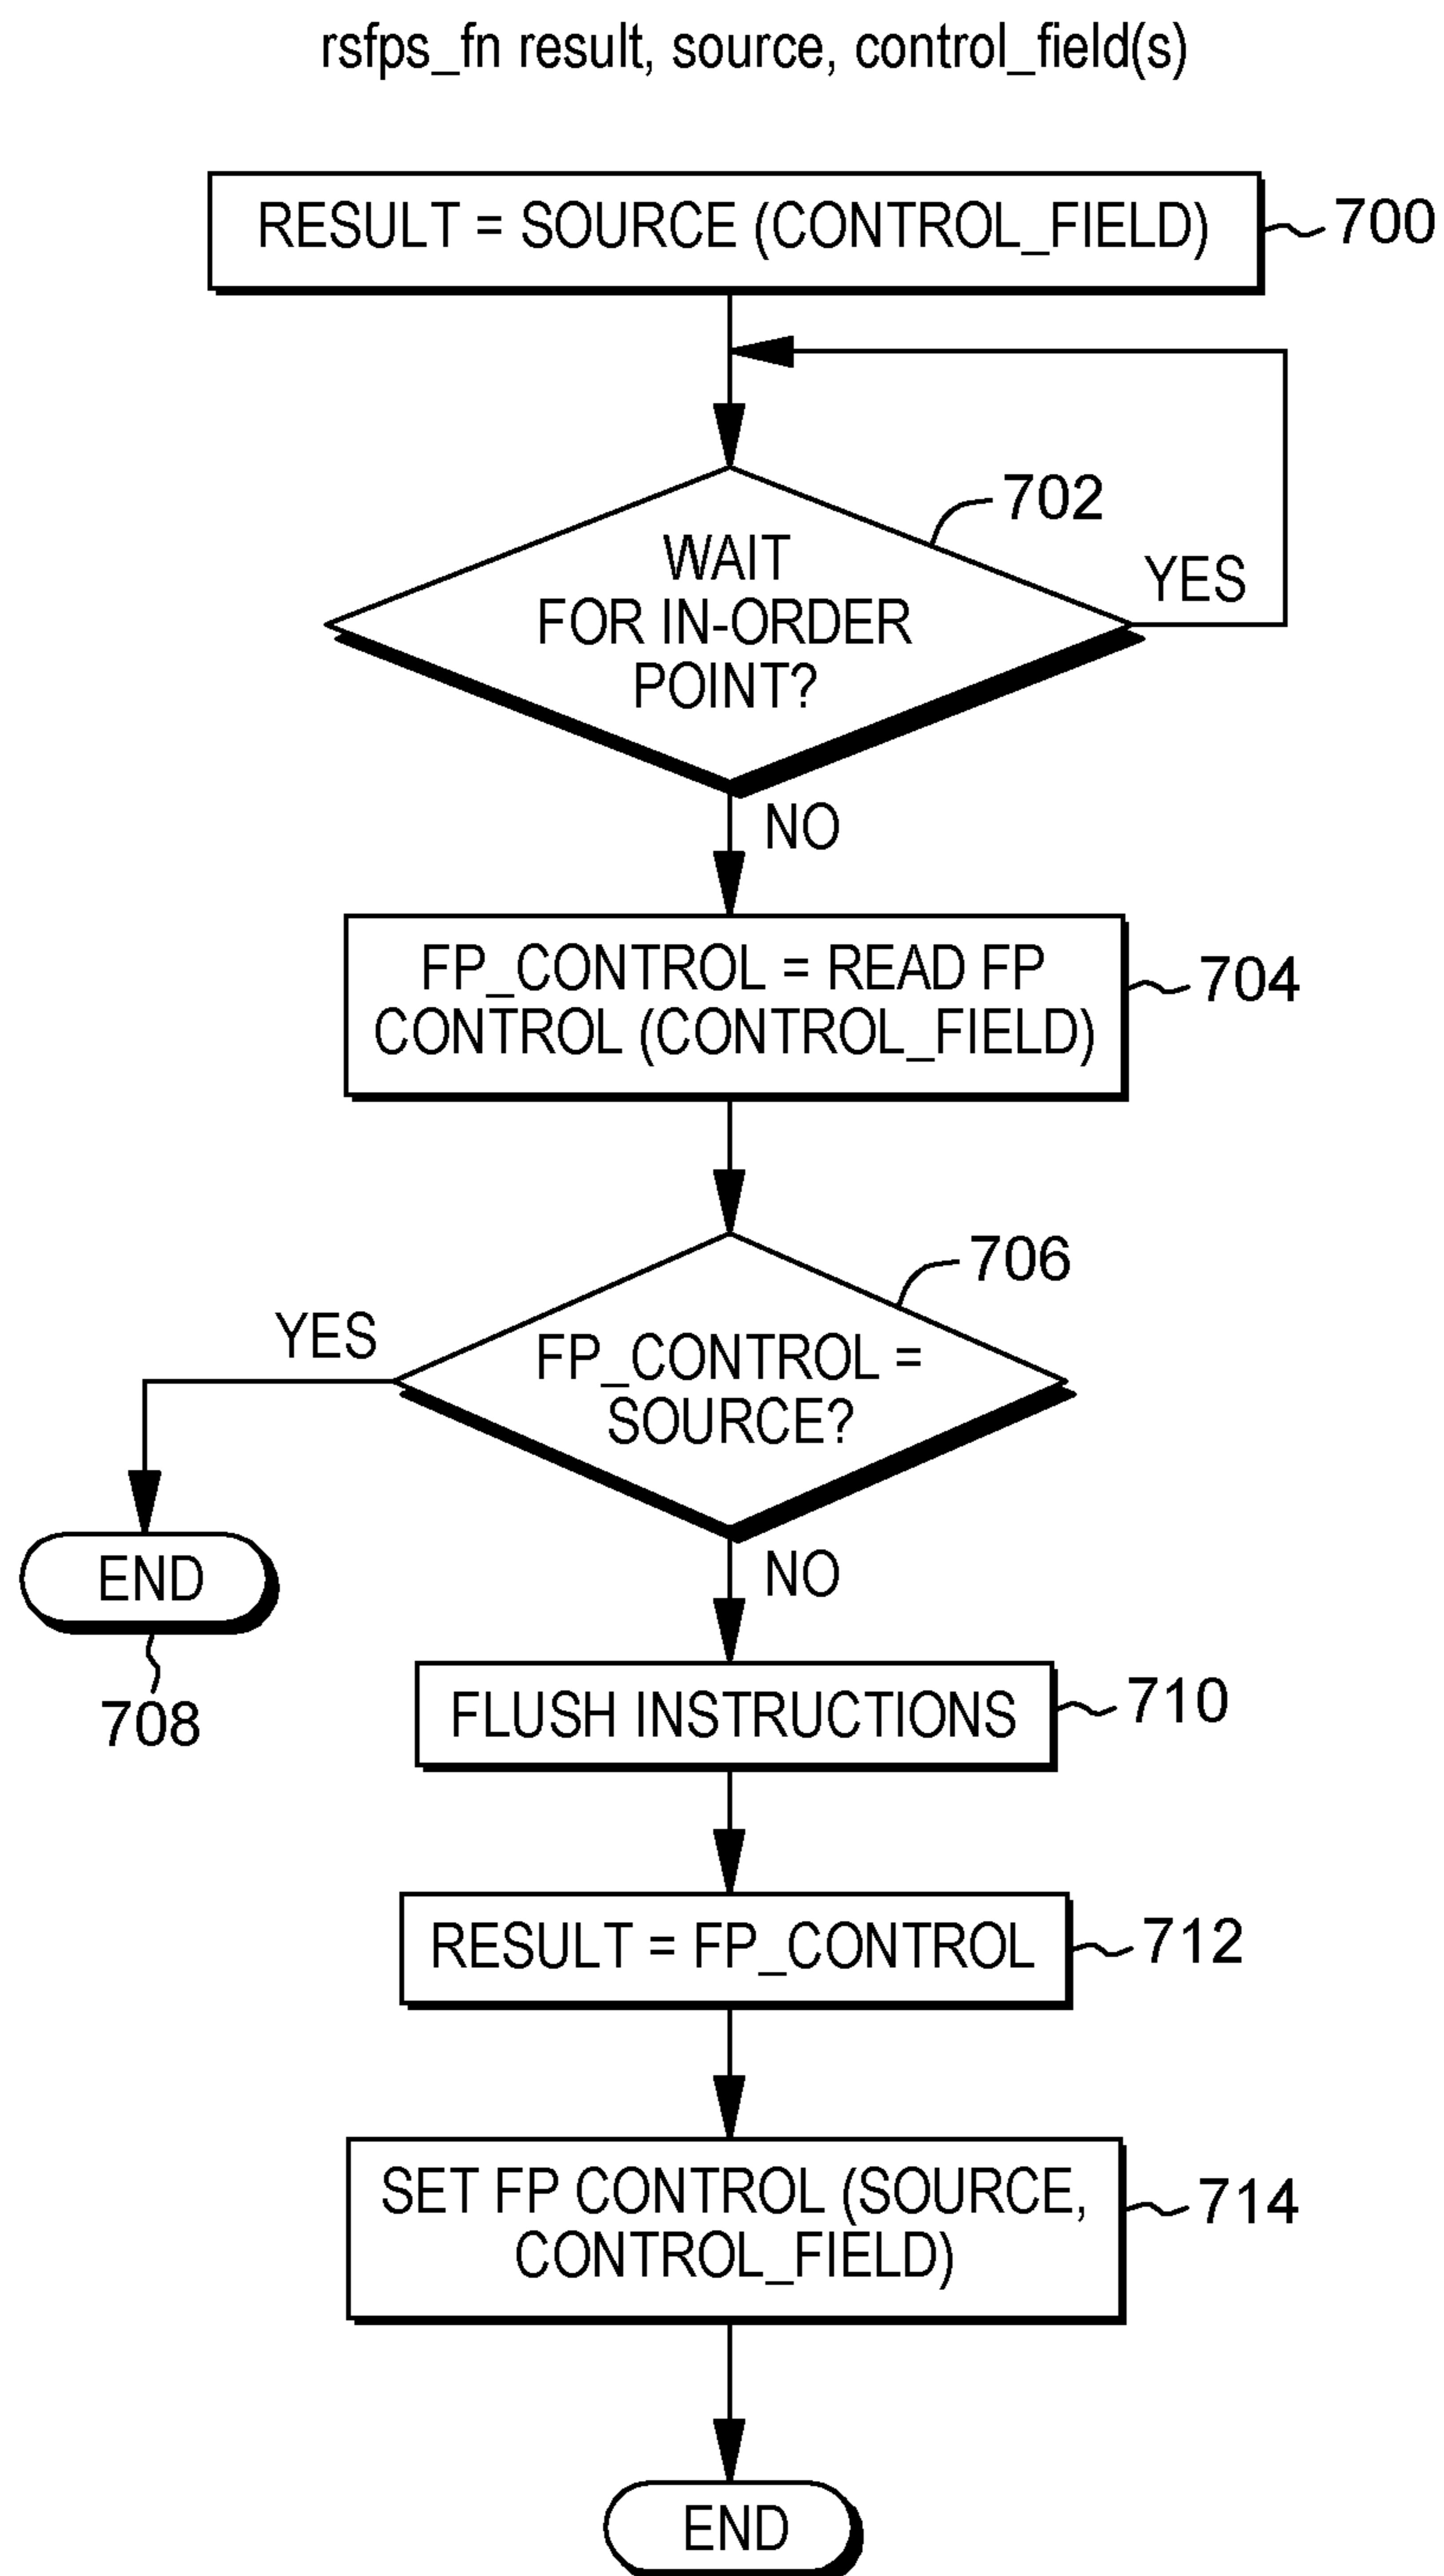 rsfps_fn result, source, control_field(s)
RESULT = SOURCE (CONTROL_FIELD)
700
702
WAIT
FOR IN-ORDER
POINT?
YES
NO
FP_CONTROL = READ FP
CONTROL (CONTROL_FIELD)
704
706
YES
FP_CONTROL =
SOURCE?
NO
END
708
FLUSH INSTRUCTIONS
710
RESULT = FP_CONTROL
712
SET FP CONTROL (SOURCE,
CONTROL_FIELD)
714
END